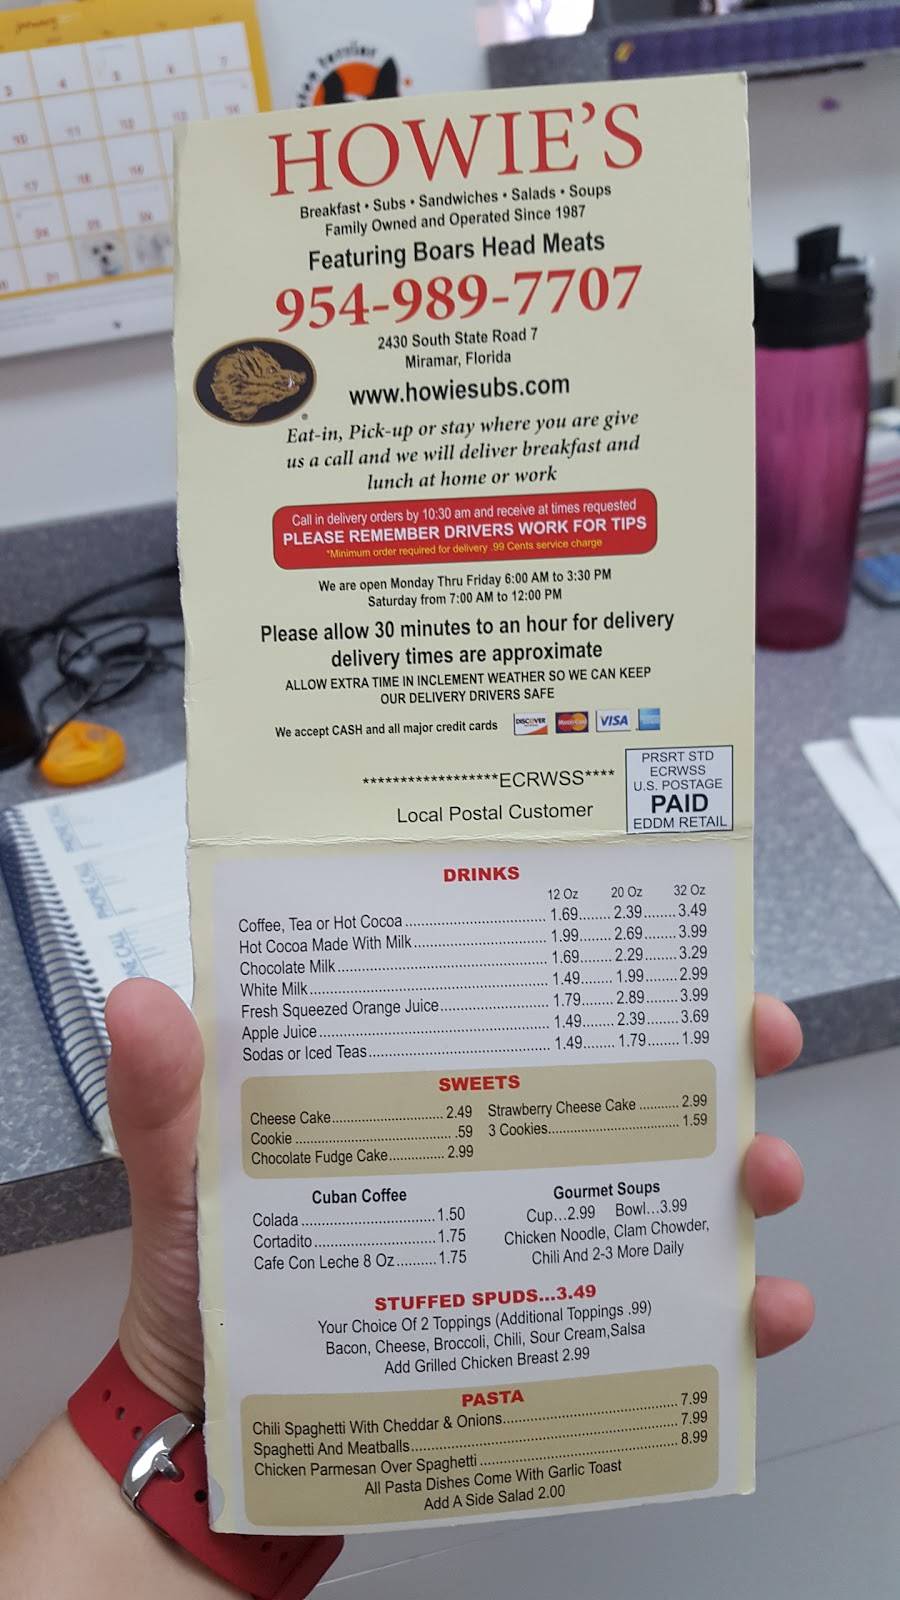 January
HOWIE'S
Breakfast • Subs • Sandwiches • Salads • Soups
Family Owned and Operated Since 1987
Featuring Boars Head Meats
954-989-7707
2430 South State Road 7
Miramar, Florida
www.howiesubs.com
Eat-in, Pick-up or stay where you are give
us a call and we will deliver breakfast and
lunch at home or work
Call in delivery orders by 10:30 am and receive at times requested
PLEASE REMEMBER DRIVERS WORK FOR TIPS
*Minimum order required for delivery .99 Cents service charge
We are open Monday Thru Friday 6:00 AM to 3:30 PM
Saturday from 7:00 AM to 12:00 PM
Please allow 30 minutes to an hour for delivery
delivery times are approximate
ALLOW EXTRA TIME IN INCLEMENT WEATHER SO WE CAN KEEP
OUR DELIVERY DRIVERS SAFE
We accept CASH and all major credit cards DISCOVER MasterCard VISA
******************ECRWSS****
Local Postal Customer
PRSRT STD
ECRWSS
U.S. POSTAGE
PAID
EDDM RETAIL
DRINKS
12 Oz 20 Oz 32 Oz
Coffee, Tea or Hot Cocoa 1.69 2.39 3.49
Hot Cocoa Made With Milk 1.99 2.69 3.99
Chocolate Milk 1.69 2.29 3.29
White Milk 1.49 1.99 2.99
Fresh Squeezed Orange Juice 1.79 2.89 3.99
Apple Juice 1.49 2.39 3.69
Sodas or Iced Teas 1.49 1.79 1.99
SWEETS
Cheese Cake 2.49 Strawberry Cheese Cake 2.99
Cookie .59 3 Cookies 1.59
Chocolate Fudge Cake 2.99
Cuban Coffee
Colada 1.50
Cortadito 1.75
Cafe Con Leche 8 Oz 1.75
Gourmet Soups
Cup...2.99 Bowl...3.99
Chicken Noodle, Clam Chowder,
Chili And 2-3 More Daily
STUFFED SPUDS...3.49
Your Choice Of 2 Toppings (Additional Toppings .99)
Bacon, Cheese, Broccoli, Chili, Sour Cream,Salsa
Add Grilled Chicken Breast 2.99
PASTA
Chili Spaghetti With Cheddar & Onions 7.99
Spaghetti And Meatballs 7.99
Chicken Parmesan Over Spaghetti 8.99
All Pasta Dishes Come With Garlic Toast
Add A Side Salad 2.00